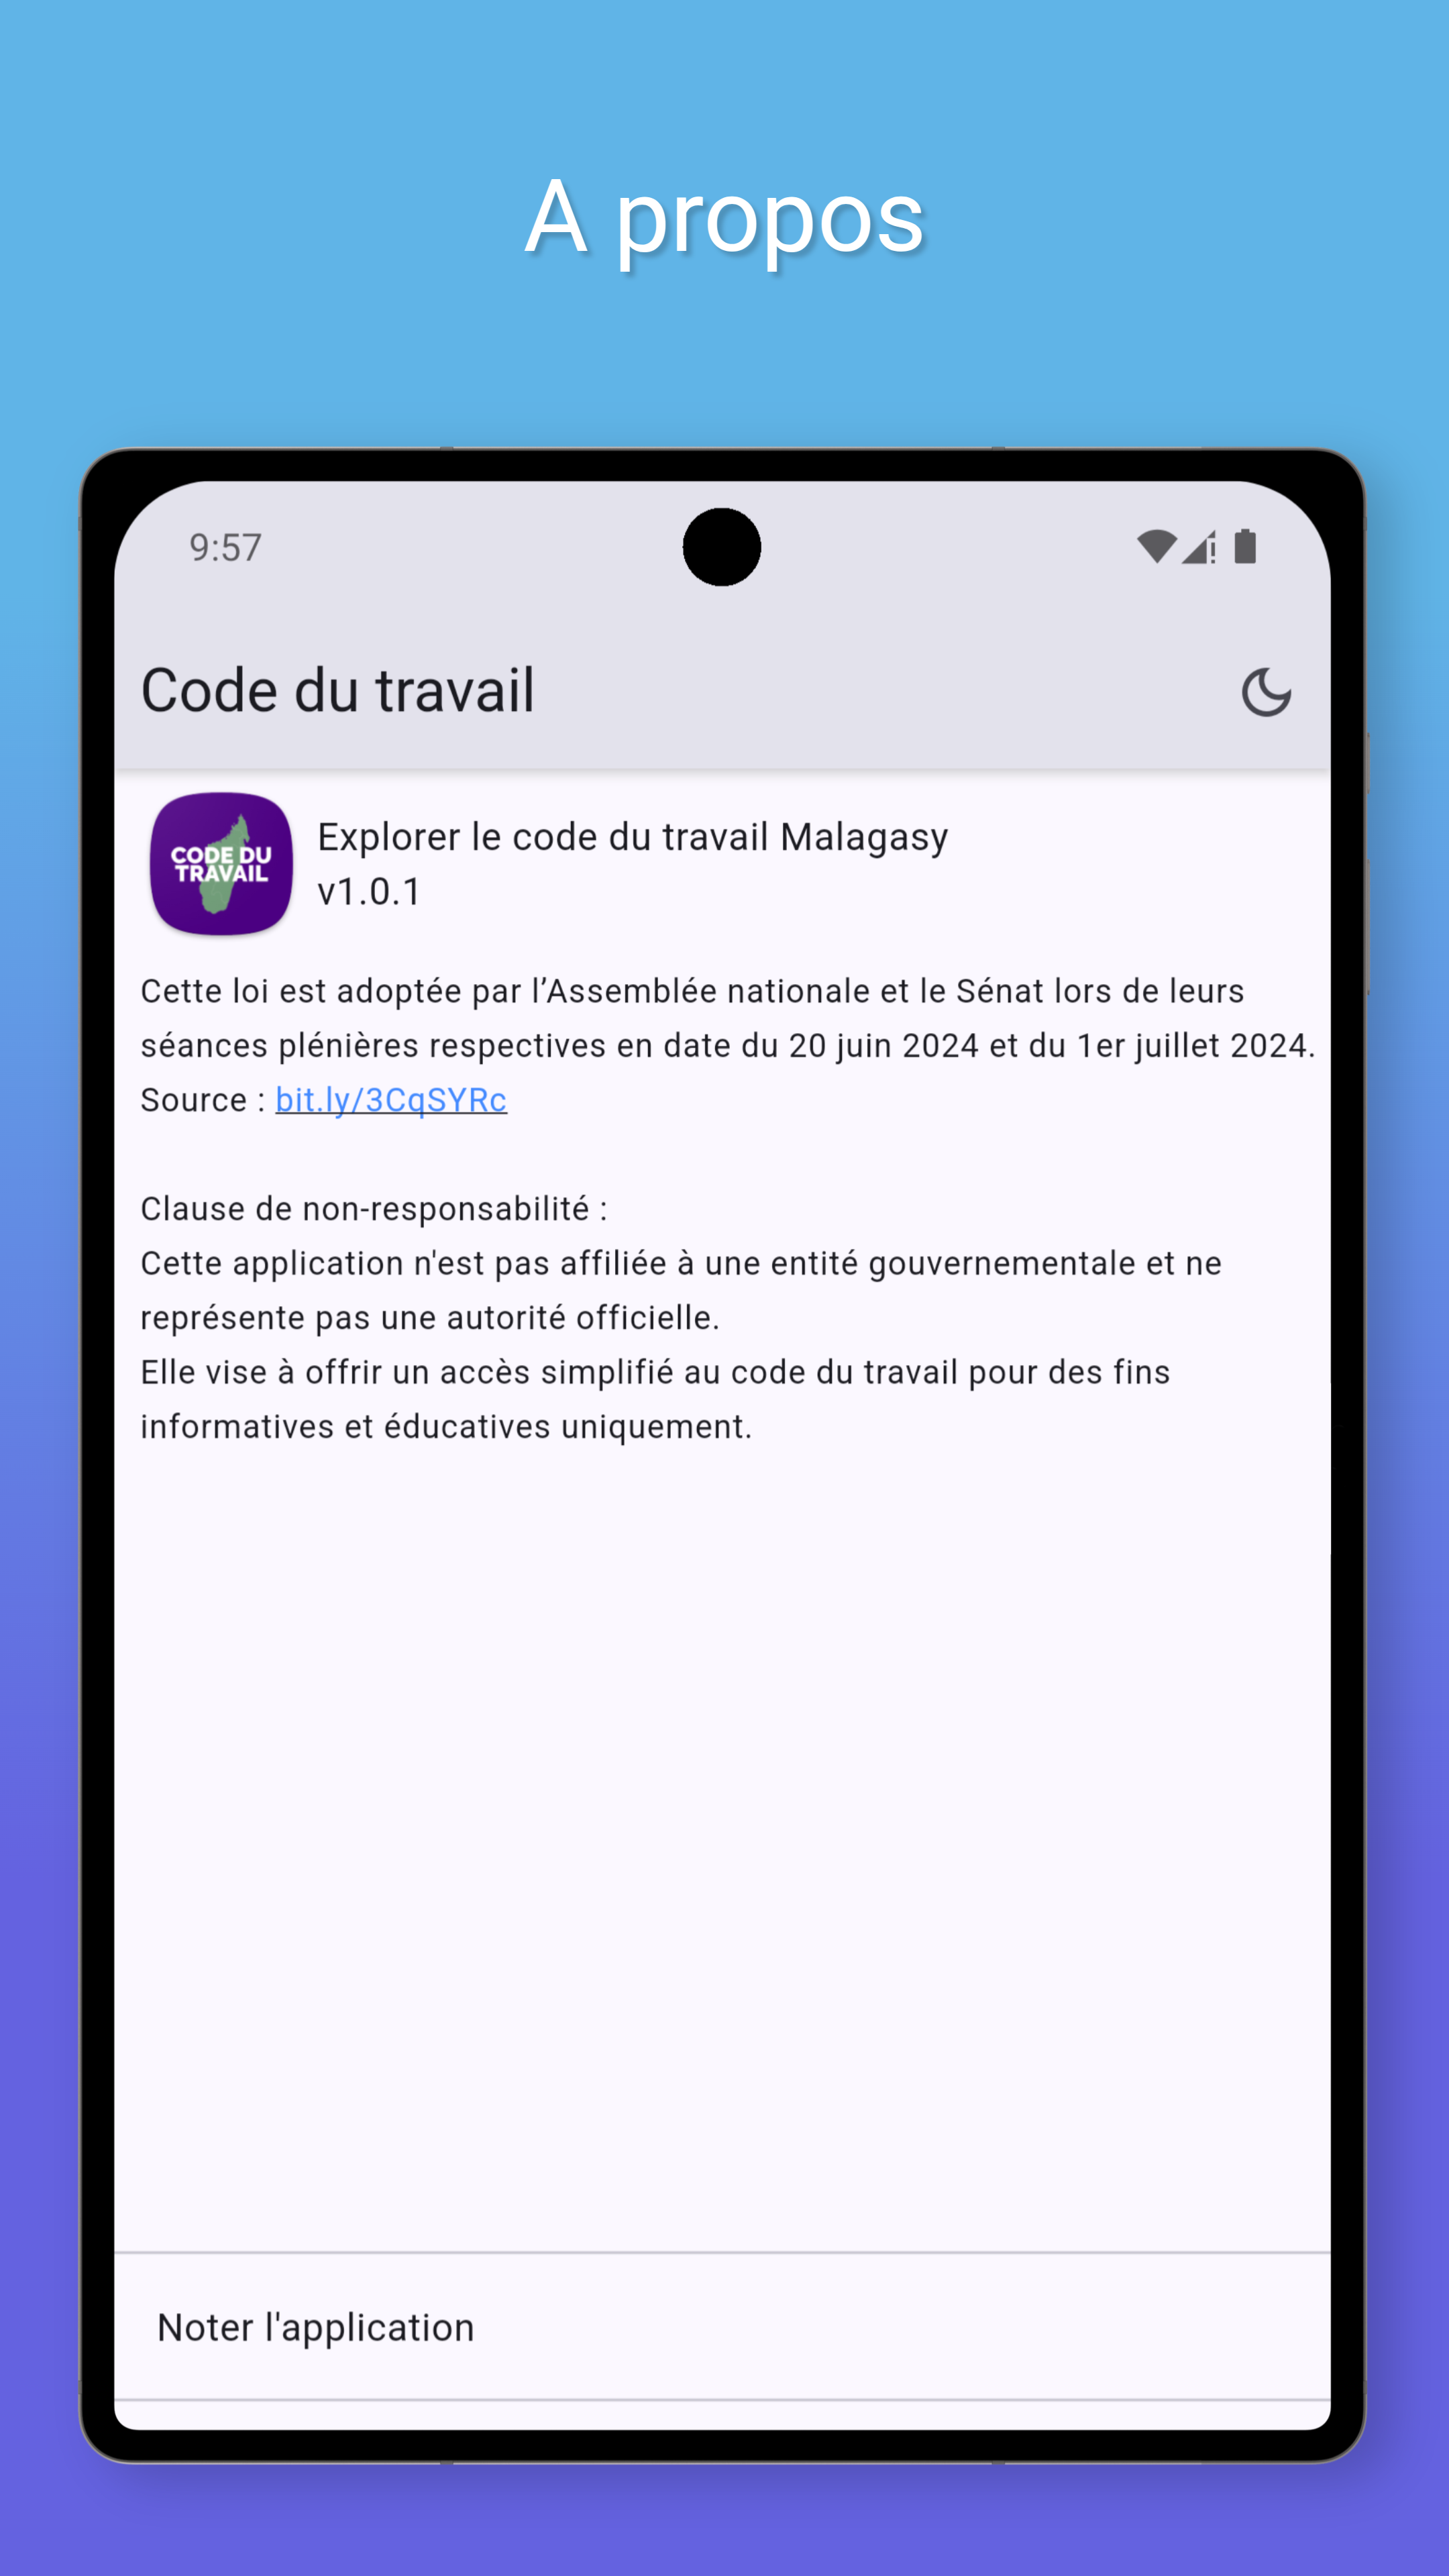 A propos
9:57
Code du travail
CODE DU
TRAVAIL
Explorer le code du travail Malagasy
v1.0.1
Cette loi est adoptée par l’Assemblée nationale et le Sénat lors de leurs
séances plénières respectives en date du 20 juin 2024 et du 1er juillet 2024.
Source : bit.ly/3CqSYRc
Clause de non-responsabilité :
Cette application n'est pas affiliée à une entité gouvernementale et ne
représente pas une autorité officielle.
Elle vise à offrir un accès simplifié au code du travail pour des fins
informatives et éducatives uniquement.
Noter l'application